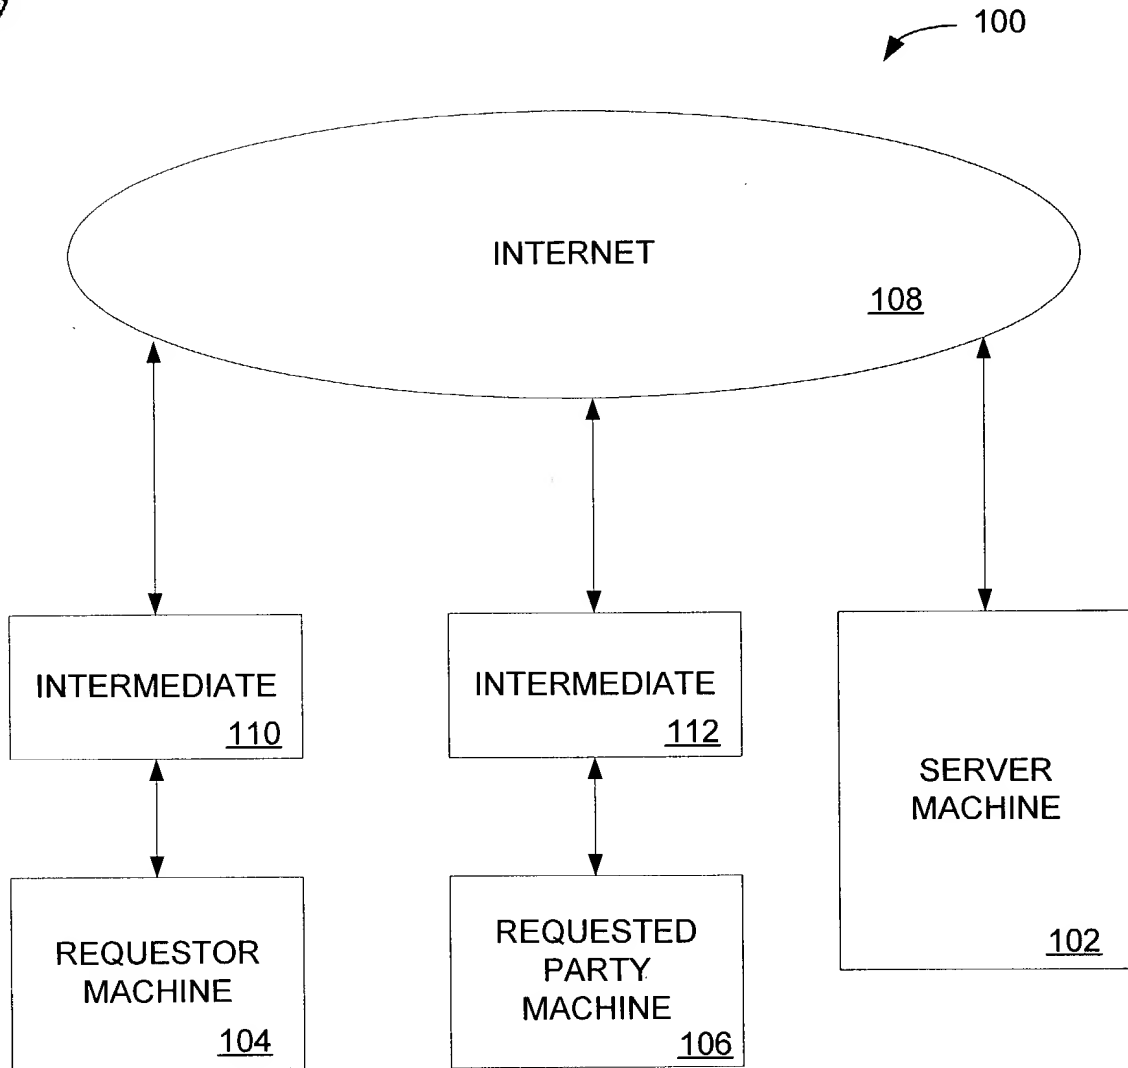 100
INTERNET
108
INTERMEDIATE
110
INTERMEDIATE
112
SERVER
MACHINE
102
REQUESTOR
MACHINE
104
REQUESTED
PARTY
MACHINE
106